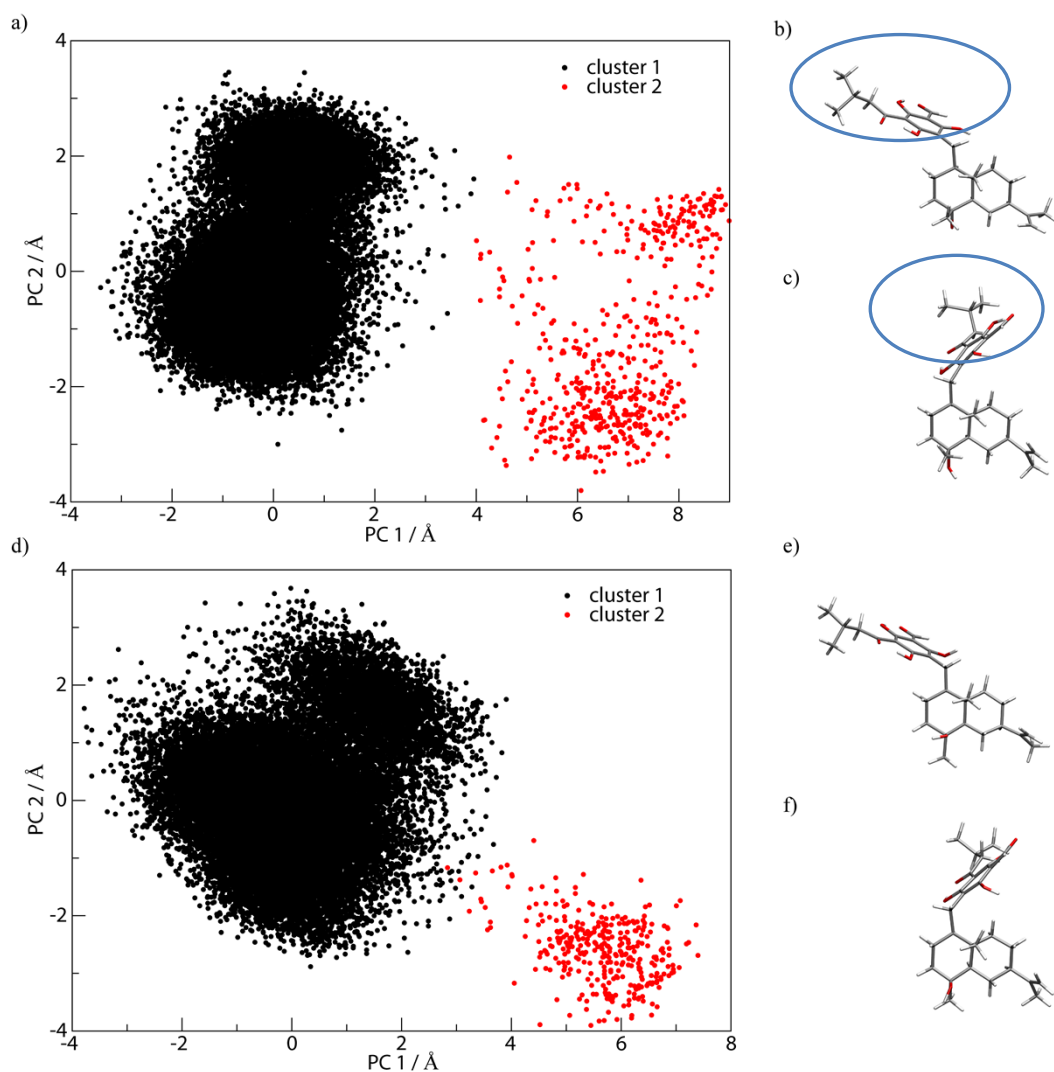 a)
4
2
0
-2
-4
PC 2 / Å
cluster 1
cluster 2
-4 -2 0 2 4 6 8
PC 1 / Å
b)
c)
d)
4
2
0
-2
-4
PC 2 / Å
cluster 1
cluster 2
-4 -2 0 2 4 6 8
PC 1 / Å
e)
f)